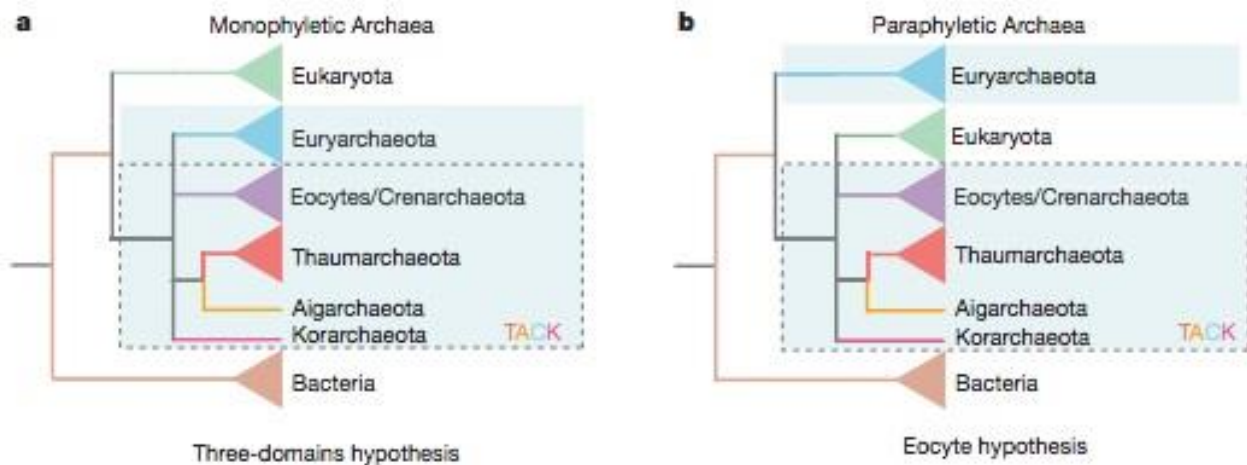 a
Monophyletic Archaea
Eukaryota
Euryarchaeota
Eocytes/Crenarchaeota
Thaumarchaeota
Aigarchaeota
Korarchaeota
TACK
Bacteria
Three-domains hypothesis
b
Paraphyletic Archaea
Euryarchaeota
Eukaryota
Eocytes/Crenarchaeota
Thaumarchaeota
Aigarchaeota
Korarchaeota
TACK
Bacteria
Eocyte hypothesis